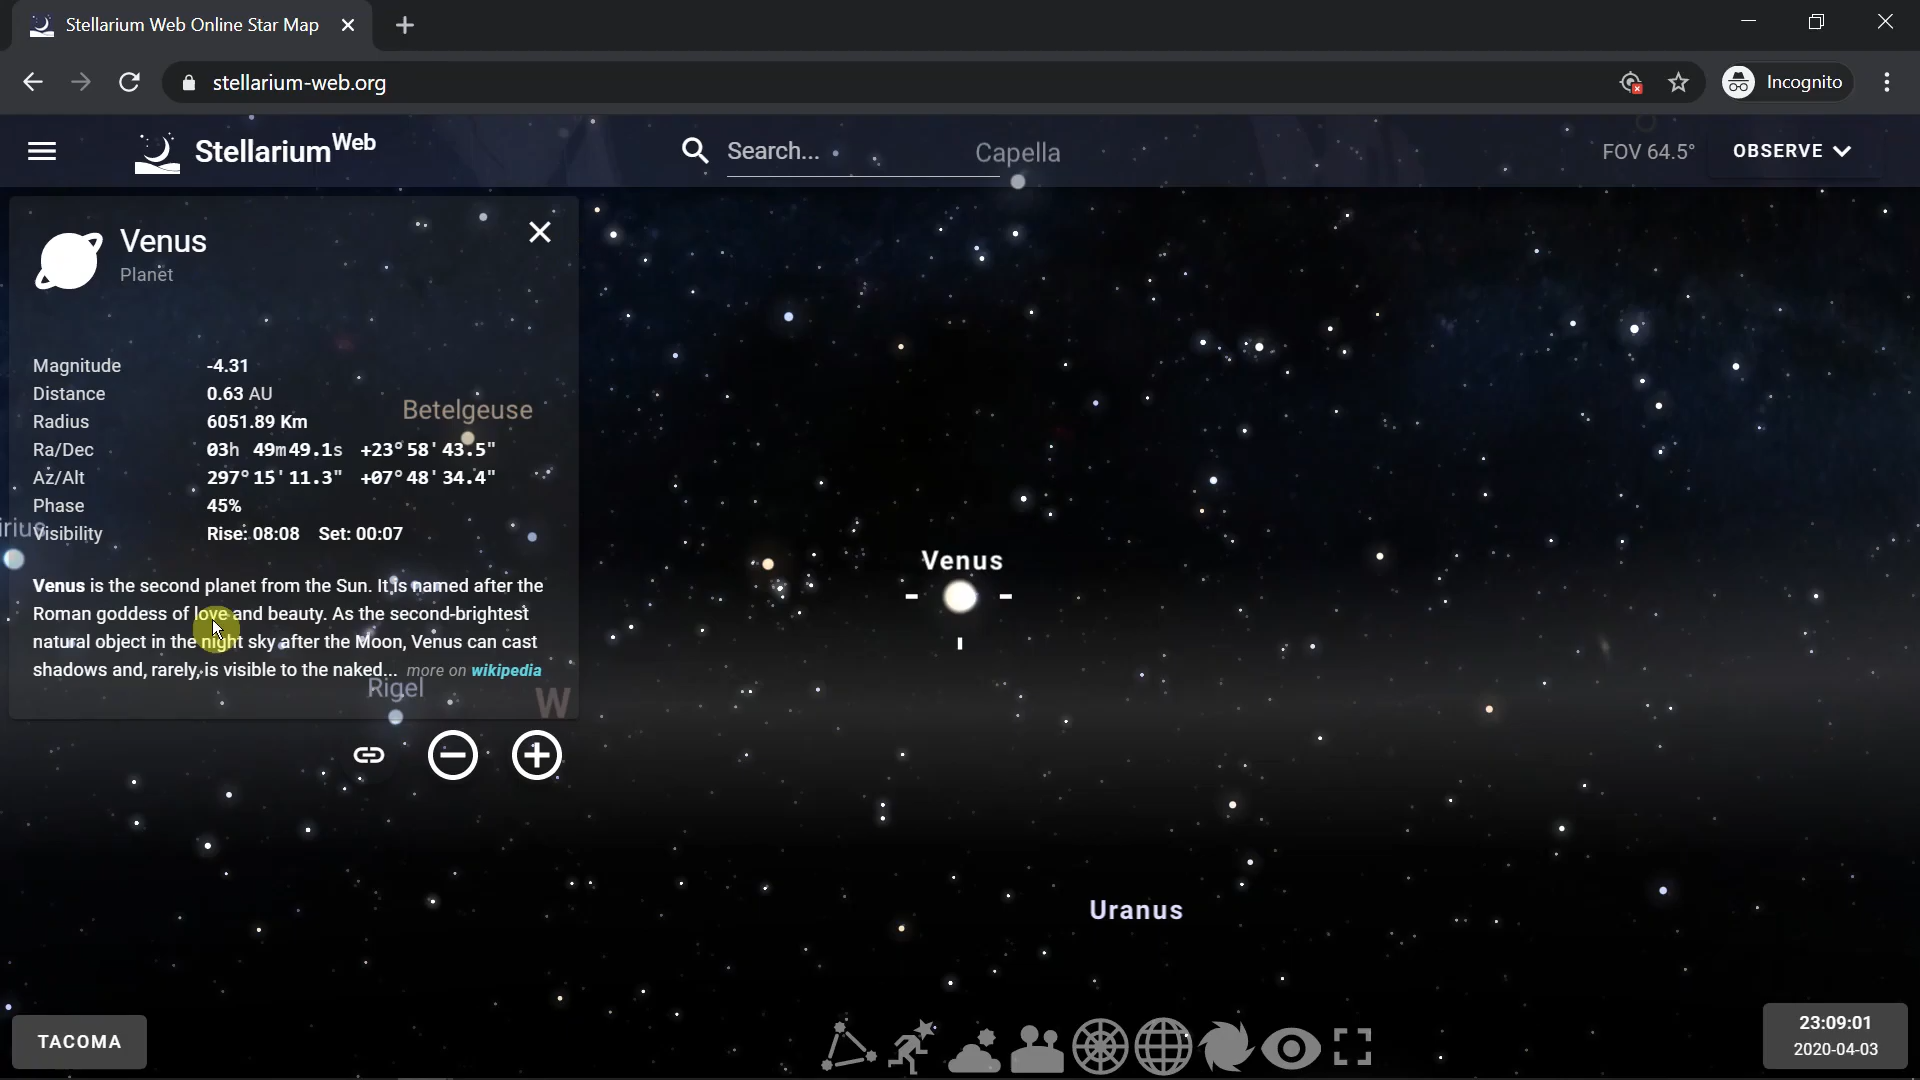 Stellarium Web Online Star Map
stellarium-web.org
Incognito
Stellarium Web
Search...
Capella
FOV 64.5°
OBSERVE
Venus
Planet
Magnitude -4.31
Distance 0.63 AU
Betelgeuse
Radius 6051.89 Km
Ra/Dec 03h 49m49.1s +23°58'43.5"
Az/Alt 297°15'11.3" +07°48'34.4"
Phase 45%
irius
Visibility Rise: 08:08 Set: 00:07
Venus
Venus is the second planet from the Sun. It is named after the
Roman goddess of love and beauty. As the second-brightest
natural object in the night sky after the Moon, Venus can cast
shadows and, rarely, is visible to the naked... more on wikipedia
Rigel
W
Uranus
TACOMA
23:09:01
2020-04-03